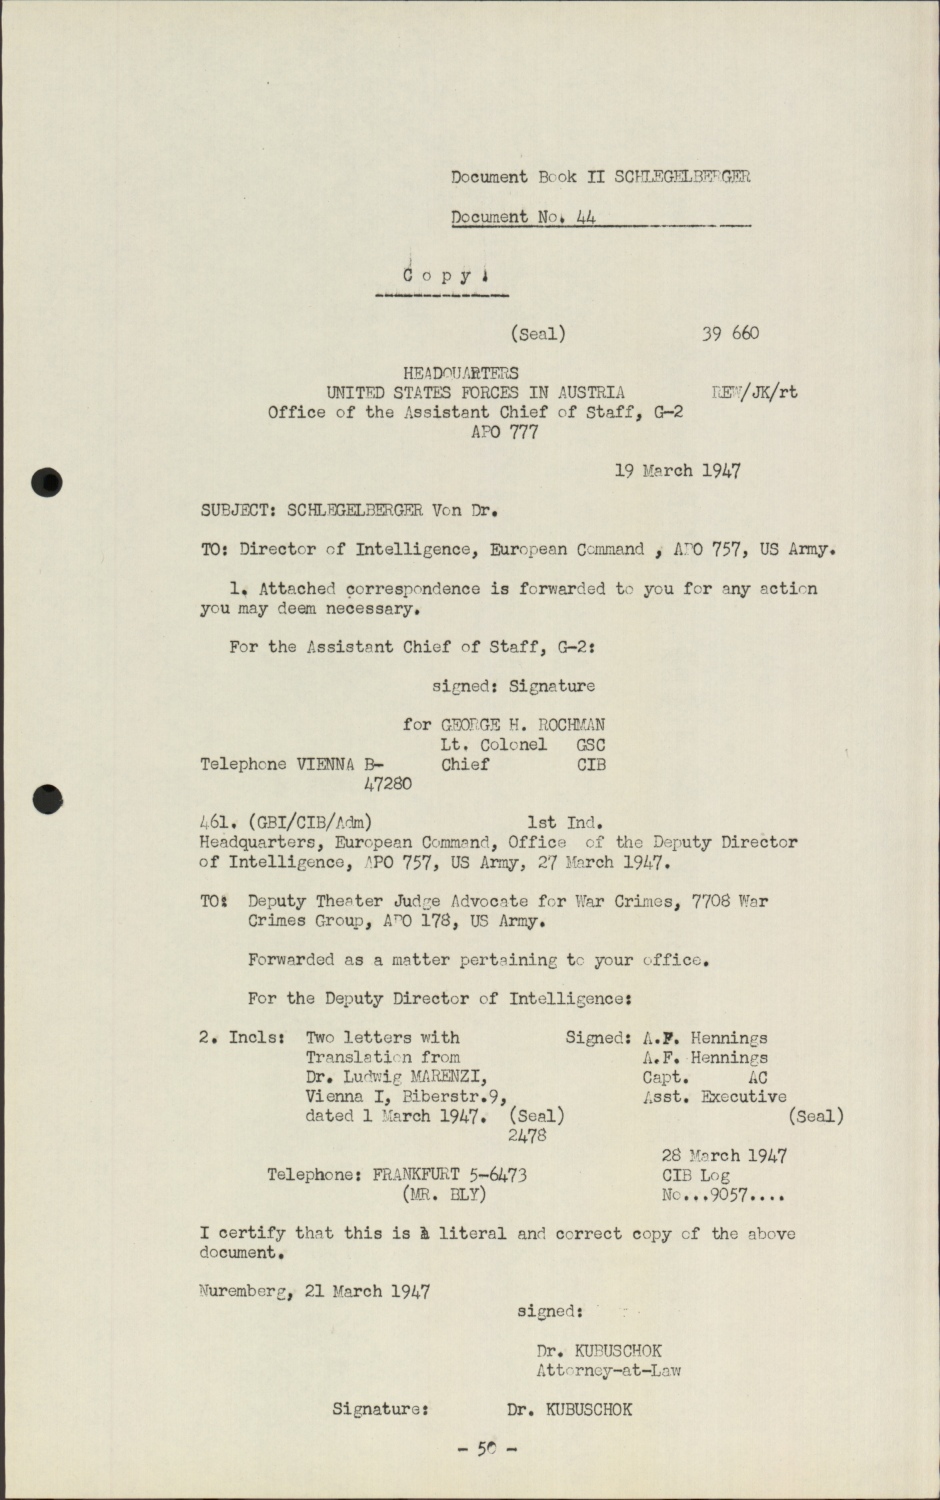 Document Book II SCHLEGELBERGER
Document No. 44
C o p y .
(Seal) 39 660
HEADQUARTERS
UNITED STATES FORCES IN AUSTRIA REW/JK/rt
Office of the Assistant Chief of Staff, G-2
APO 777
19 March 1947
SUBJECT: SCHLEGELBERGER Von Dr.
TO: Director of Intelligence, European Command , APO 757, US Army.
1. Attached correspondence is forwarded to you for any action
you may deem necessary.
For the Assistant Chief of Staff, G-2:
signed: Signature
for GEORGE H. ROCHMAN
Lt. Colonel GSC
Telephone VIENNA B- Chief CIB
47280
461. (GBI/CIB/Adm) 1st Ind.
Headquarters, European Command, Office of the Deputy Director
of Intelligence, APO 757, US Army, 27 March 1947.
TO: Deputy Theater Judge Advocate for War Crimes, 7708 War
Crimes Group, APO 178, US Army.
Forwarded as a matter pertaining to your office.
For the Deputy Director of Intelligence:
2. Incls: Two letters with Signed: A.F. Hennings
Translation from A.F. Hennings
Dr. Ludwig MARENZI, Capt. AC
Vienna I, Biberstr.9, Asst. Executive
dated 1 March 1947. (Seal) (Seal)
2478
28 March 1947
Telephone: FRANKFURT 5-6473 CIB Log
(MR. BLY) No...9057....
I certify that this is a literal and correct copy of the above
document.
Nuremberg, 21 March 1947
signed:
Dr. KUBUSCHOK
Attorney-at-Law
Signature: Dr. KUBUSCHOK
- 50 -